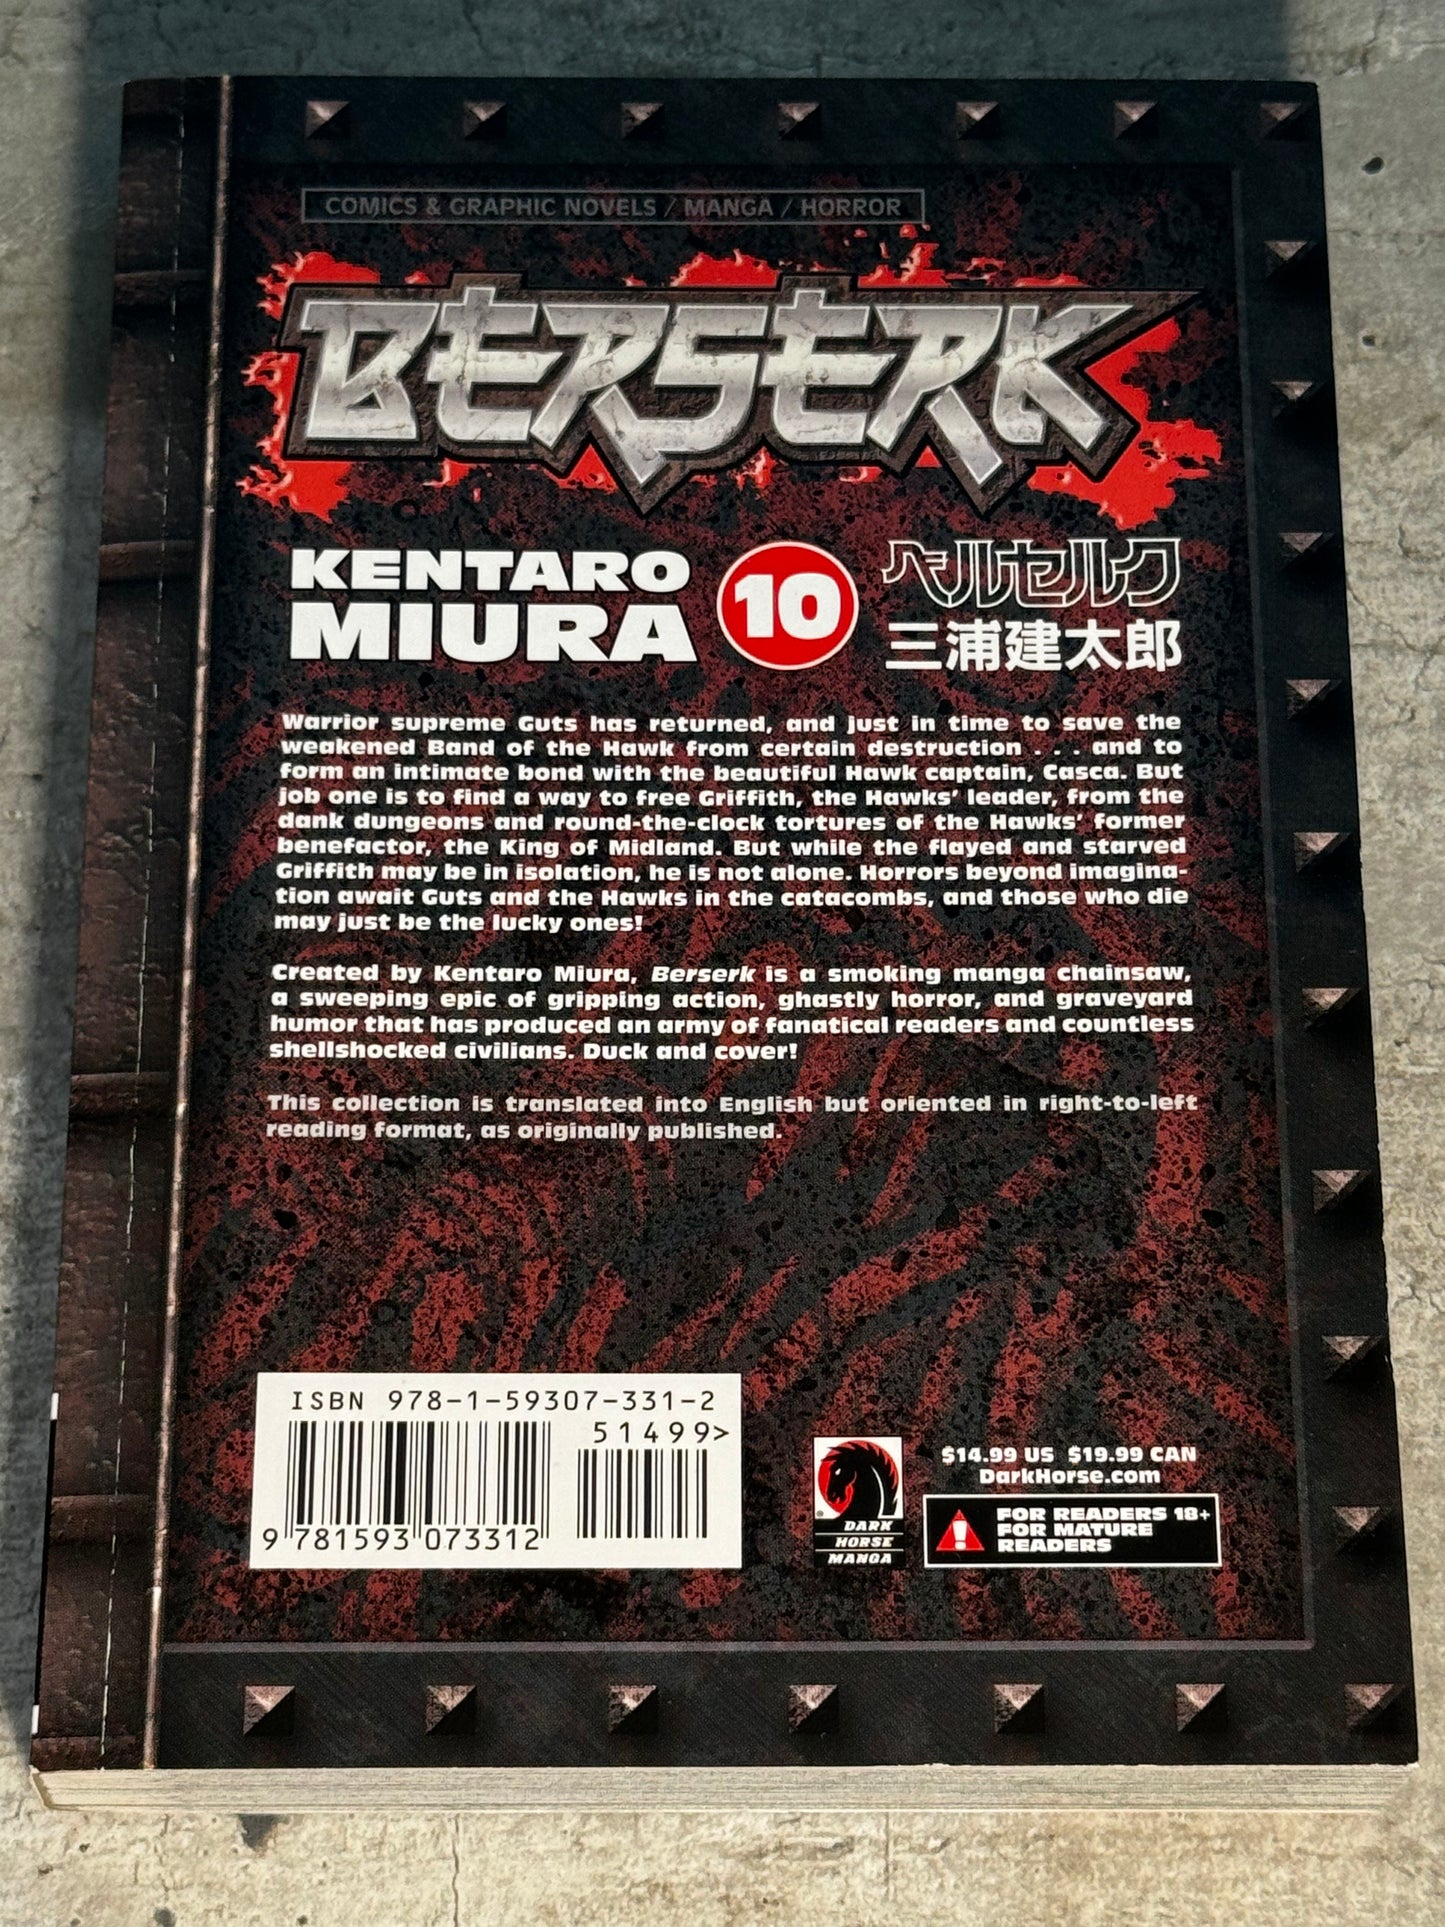 COMICS & GRAPHIC NOVELS / MANGA / HORROR
BERSERK
KENTARO
MIURA
10
ベルセルク
三浦建太郎
Warrior supreme Guts has returned, and just in time to save the
weakened Band of the Hawk from certain destruction . . . and to
form an intimate bond with the beautiful Hawk captain, Casca. But
job one is to find a way to free Griffith, the Hawks' leader, from the
dank dungeons and round-the-clock tortures of the Hawks' former
benefactor, the King of Midland. But while the flayed and starved
Griffith may be in isolation, he is not alone. Horrors beyond imagina-
tion await Guts and the Hawks in the catacombs, and those who die
may just be the lucky ones!
Created by Kentaro Miura, Berserk is a smoking manga chainsaw,
a sweeping epic of gripping action, ghastly horror, and graveyard
humor that has produced an army of fanatical readers and countless
shellshocked civilians. Duck and cover!
This collection is translated into English but oriented in right-to-left
reading format, as originally published.
ISBN 978-1-59307-331-2
51499>
9 781593 073312
DARK
HORSE
MANGA
$14.99 US $19.99 CAN
DarkHorse.com
!
FOR READERS 18+
FOR MATURE
READERS